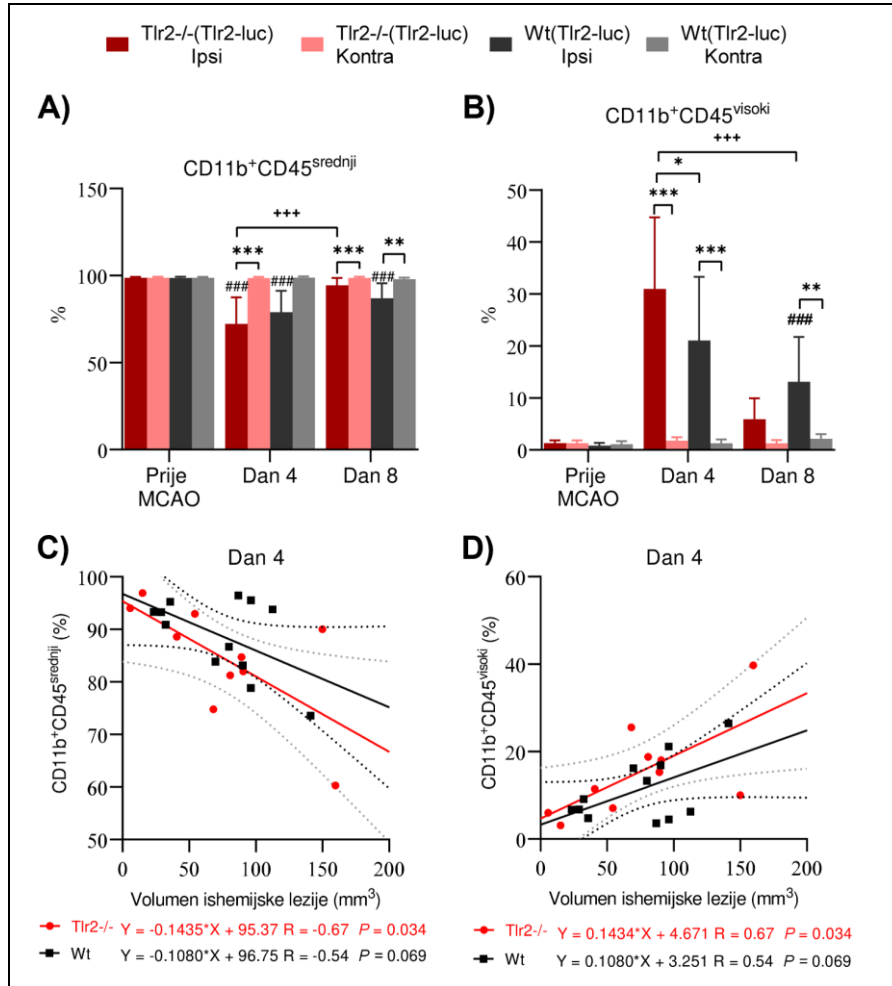 Tlr2-/-(Tlr2-luc) Ipsi
Tlr2-/-(Tlr2-luc) Kontra
Wt(Tlr2-luc) Ipsi
Wt(Tlr2-luc) Kontra
A)
CD11b⁺CD45ˢʳᵉᵈⁿʲⁱ
%
150
100
50
0
+++
***
***
**
###
###
###
Prije MCAO
Dan 4
Dan 8
B)
CD11b⁺CD45ᵛⁱˢᵒᵏⁱ
%
50
40
30
20
10
0
+++
*
***
***
**
###
Prije MCAO
Dan 4
Dan 8
C)
Dan 4
CD11b⁺CD45ˢʳᵉᵈⁿʲⁱ (%)
100
90
80
70
60
50
0 50 100 150 200
Volumen ishemijske lezije (mm³)
Tlr2-/- Y = -0.1435*X + 95.37 R = -0.67 P = 0.034
Wt Y = -0.1080*X + 96.75 R = -0.54 P = 0.069
D)
Dan 4
CD11b⁺CD45ᵛⁱˢᵒᵏⁱ (%)
60
40
20
0
0 50 100 150 200
Volumen ishemijske lezije (mm³)
Tlr2-/- Y = 0.1434*X + 4.671 R = 0.67 P = 0.034
Wt Y = 0.1080*X + 3.251 R = 0.54 P = 0.069